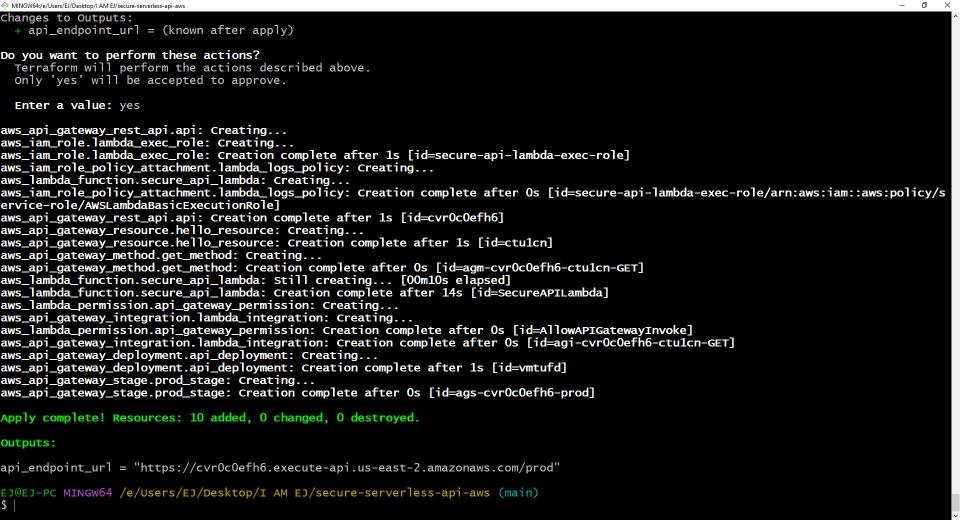 MINGW64:/e/Users/EJ/Desktop/I AM EJ/secure-serverless-api-aws
Changes to Outputs:
  + api_endpoint_url = (known after apply)
Do you want to perform these actions?
  Terraform will perform the actions described above.
  Only 'yes' will be accepted to approve.
  Enter a value: yes
aws_api_gateway_rest_api.api: Creating...
aws_iam_role.lambda_exec_role: Creating...
aws_iam_role.lambda_exec_role: Creation complete after 1s [id=secure-api-lambda-exec-role]
aws_iam_role_policy_attachment.lambda_logs_policy: Creating...
aws_lambda_function.secure_api_lambda: Creating...
aws_iam_role_policy_attachment.lambda_logs_policy: Creation complete after 0s [id=secure-api-lambda-exec-role/arn:aws:iam::aws:policy/s
ervice-role/AWSLambdaBasicExecutionRole]
aws_api_gateway_rest_api.api: Creation complete after 1s [id=cvr0c0efh6]
aws_api_gateway_resource.hello_resource: Creating...
aws_api_gateway_resource.hello_resource: Creation complete after 1s [id=ctu1cn]
aws_api_gateway_method.get_method: Creating...
aws_api_gateway_method.get_method: Creation complete after 0s [id=agm-cvr0c0efh6-ctu1cn-GET]
aws_lambda_function.secure_api_lambda: Still creating... [00m10s elapsed]
aws_lambda_function.secure_api_lambda: Creation complete after 14s [id=SecureAPILambda]
aws_lambda_permission.api_gateway_permission: Creating...
aws_api_gateway_integration.lambda_integration: Creating...
aws_lambda_permission.api_gateway_permission: Creation complete after 0s [id=AllowAPIGatewayInvoke]
aws_api_gateway_integration.lambda_integration: Creation complete after 0s [id=agi-cvr0c0efh6-ctu1cn-GET]
aws_api_gateway_deployment.api_deployment: Creating...
aws_api_gateway_deployment.api_deployment: Creation complete after 1s [id=vmtufd]
aws_api_gateway_stage.prod_stage: Creating...
aws_api_gateway_stage.prod_stage: Creation complete after 0s [id=ags-cvr0c0efh6-prod]
Apply complete! Resources: 10 added, 0 changed, 0 destroyed.
Outputs:
api_endpoint_url = "https://cvr0c0efh6.execute-api.us-east-2.amazonaws.com/prod"
EJ@EJ-PC MINGW64 /e/Users/EJ/Desktop/I AM EJ/secure-serverless-api-aws (main)
$